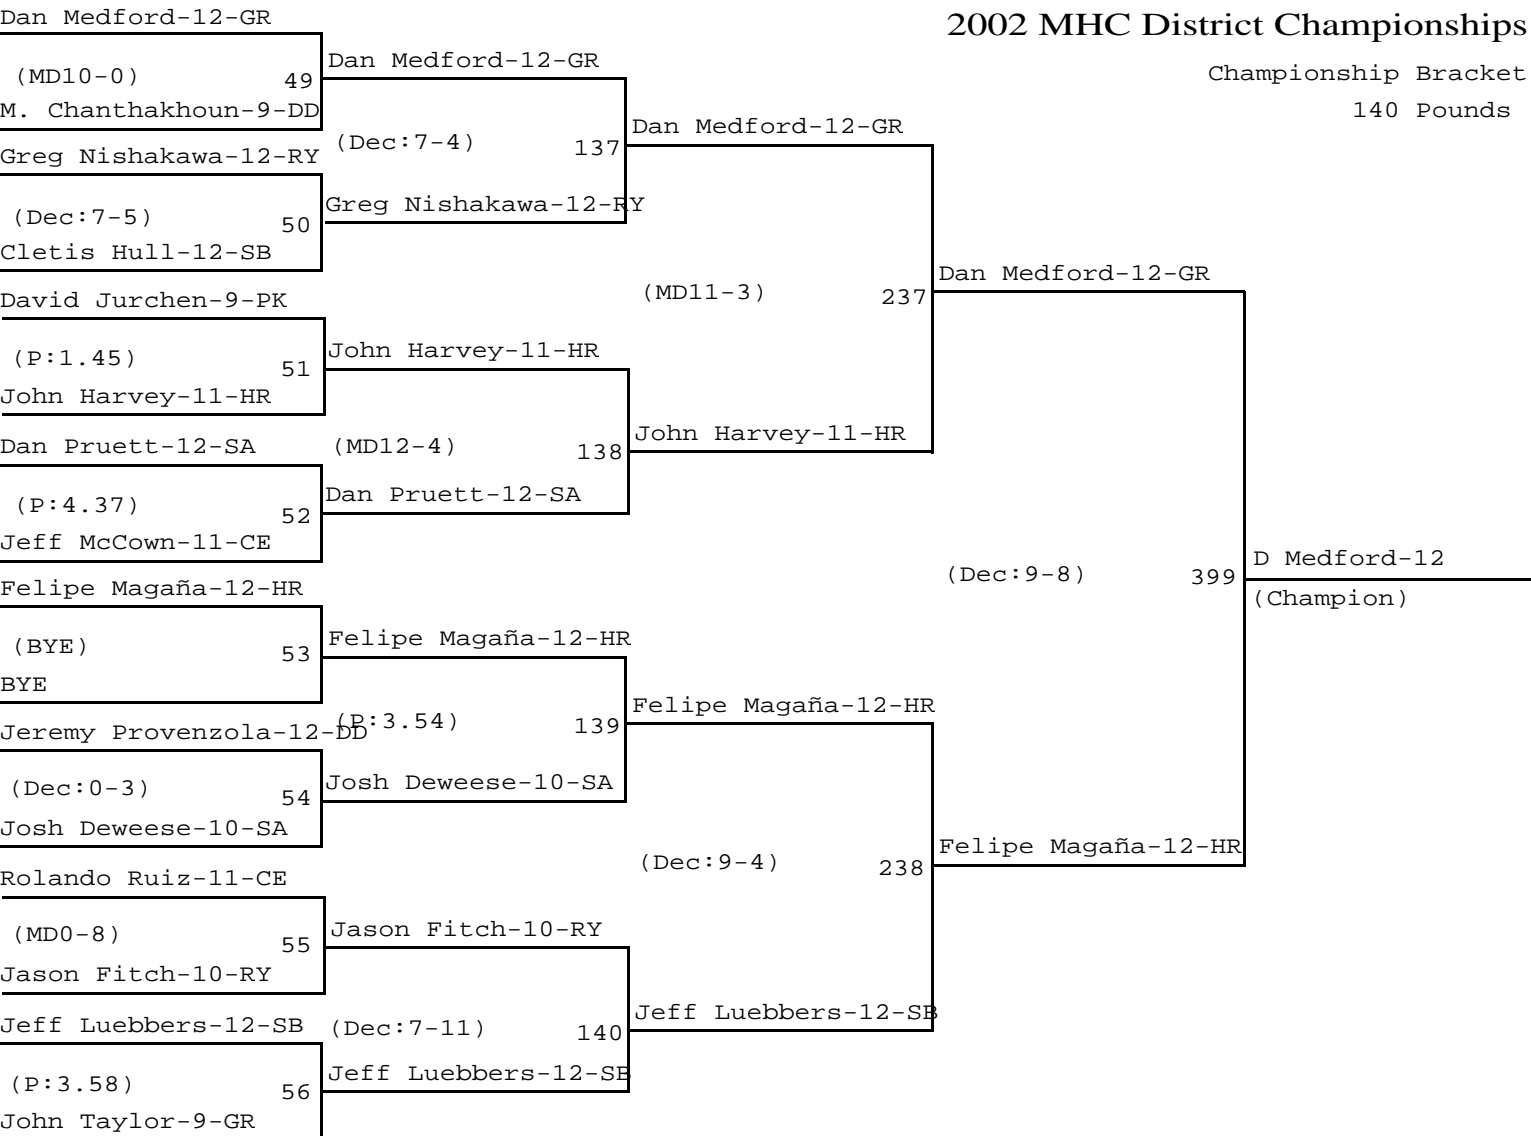 2002 MHC District Championships
Championship Bracket
140 Pounds
Dan Medford-12-GR
(MD10-0) 49
M. Chanthakhoun-9-DD
Greg Nishakawa-12-RY
(Dec:7-5) 50
Cletis Hull-12-SB
David Jurchen-9-PK
(P:1.45) 51
John Harvey-11-HR
Dan Pruett-12-SA
(P:4.37) 52
Jeff McCown-11-CE
Felipe Magaña-12-HR
(BYE) 53
BYE
Jeremy Provenzola-12-DD
(Dec:0-3) 54
Josh Deweese-10-SA
Rolando Ruiz-11-CE
(MD0-8) 55
Jason Fitch-10-RY
Jeff Luebbers-12-SB
(P:3.58) 56
John Taylor-9-GR
Dan Medford-12-GR
(Dec:7-4) 137
Greg Nishakawa-12-RY
John Harvey-11-HR
(MD12-4) 138
Dan Pruett-12-SA
Felipe Magaña-12-HR
(P:3.54) 139
Josh Deweese-10-SA
Jason Fitch-10-RY
(Dec:7-11) 140
Jeff Luebbers-12-SB
Dan Medford-12-GR
(MD11-3) 237
John Harvey-11-HR
Felipe Magaña-12-HR
(Dec:9-4) 238
Jeff Luebbers-12-SB
Dan Medford-12-GR
(Dec:9-8) 399
Felipe Magaña-12-HR
D Medford-12
(Champion)